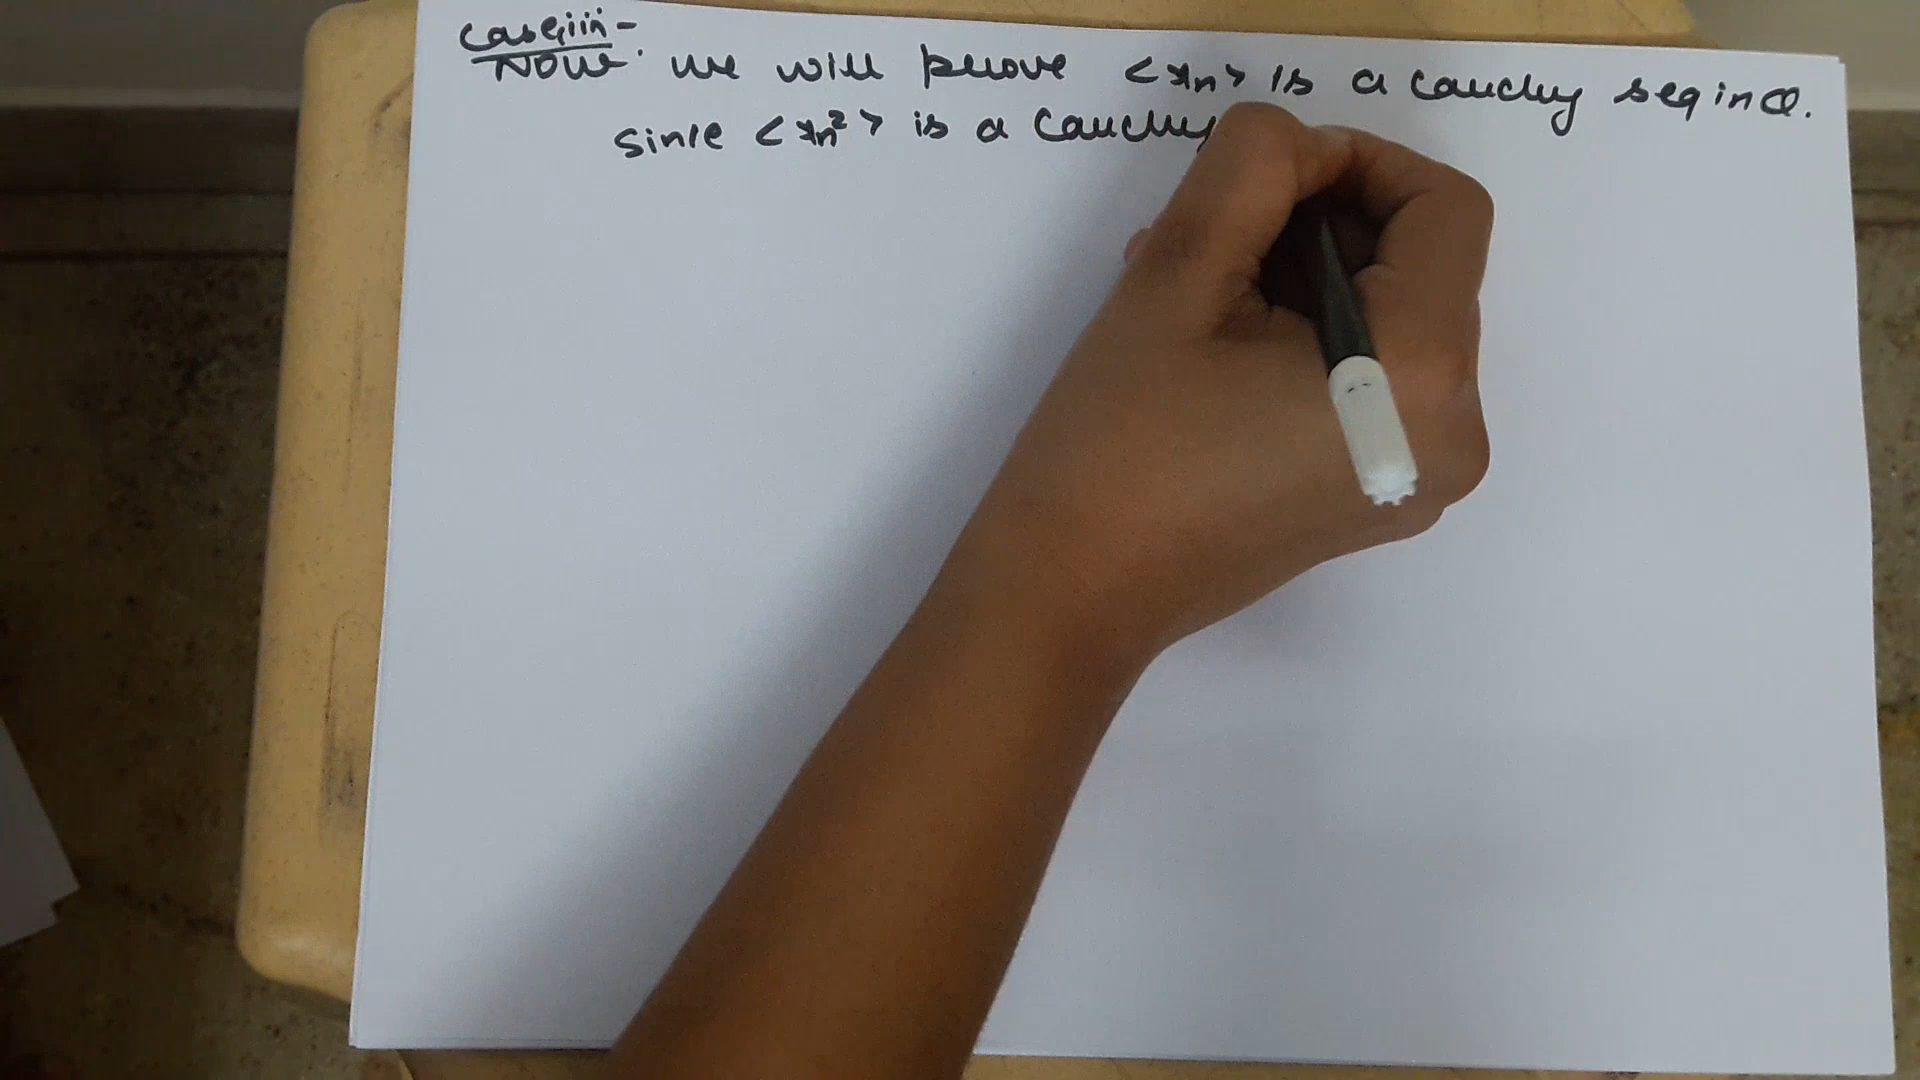 Case iii -
Now we will prove <xn> is a cauchy seq in Q.
Since <xn²> is a Cauchy